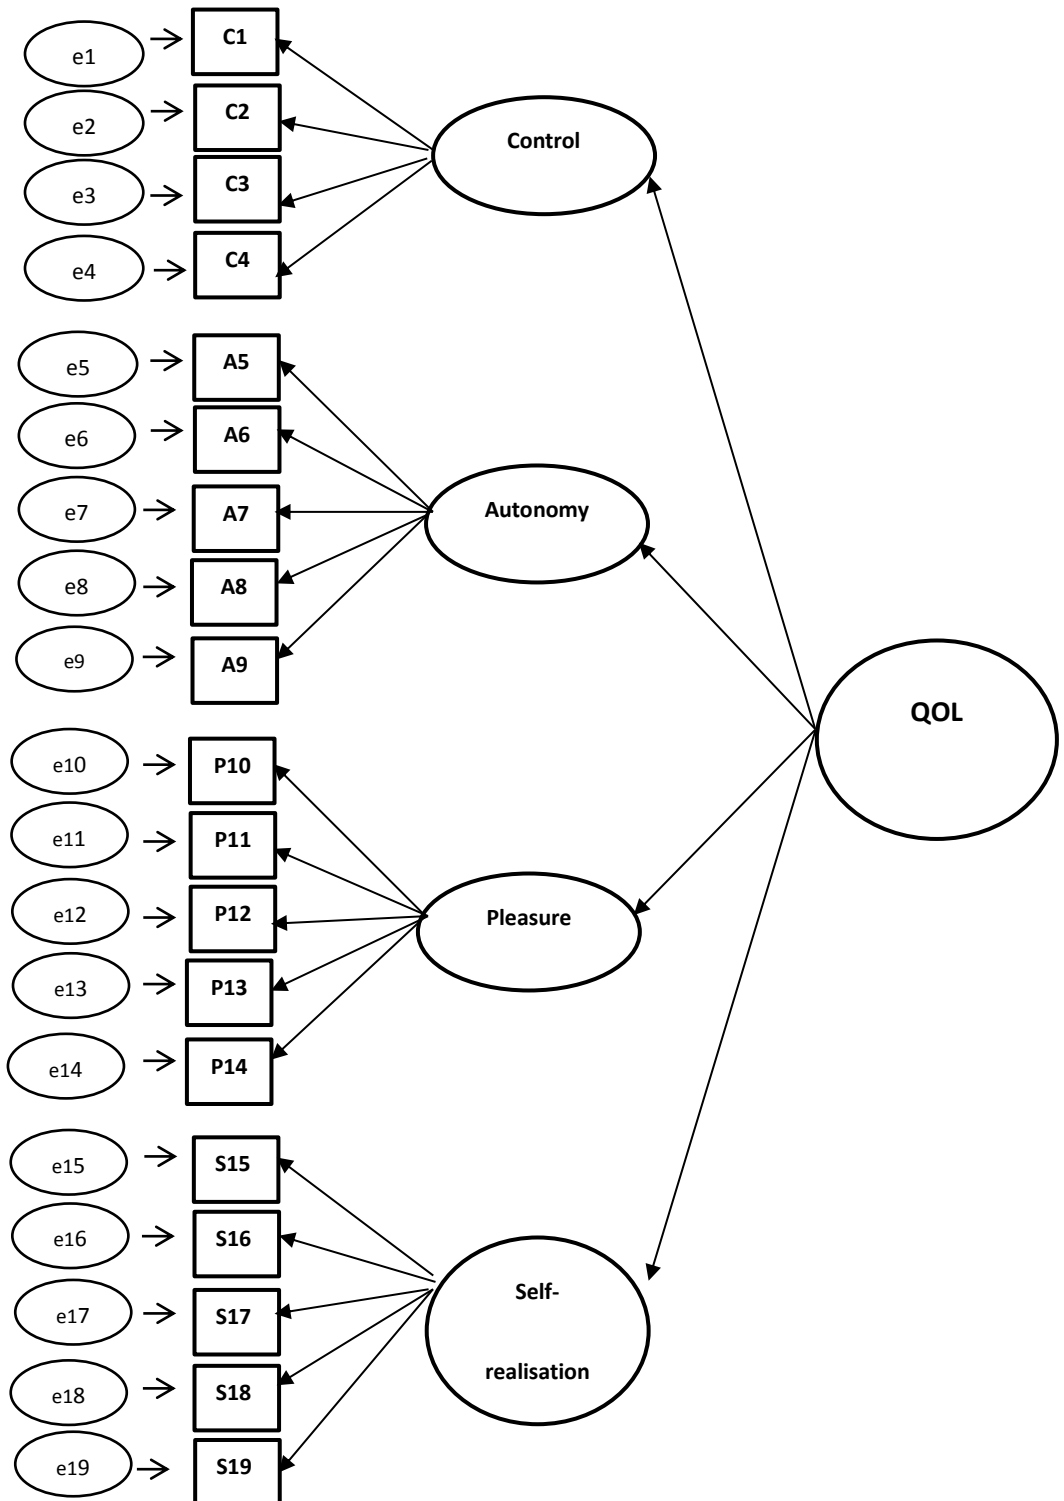 e1
C1
e2
C2
Control
e3
C3
e4
C4
e5
A5
e6
A6
e7
A7
Autonomy
e8
A8
e9
A9
QOL
e10
P10
e11
P11
e12
P12
Pleasure
e13
P13
e14
P14
e15
S15
e16
S16
e17
S17
Self-
realisation
e18
S18
e19
S19